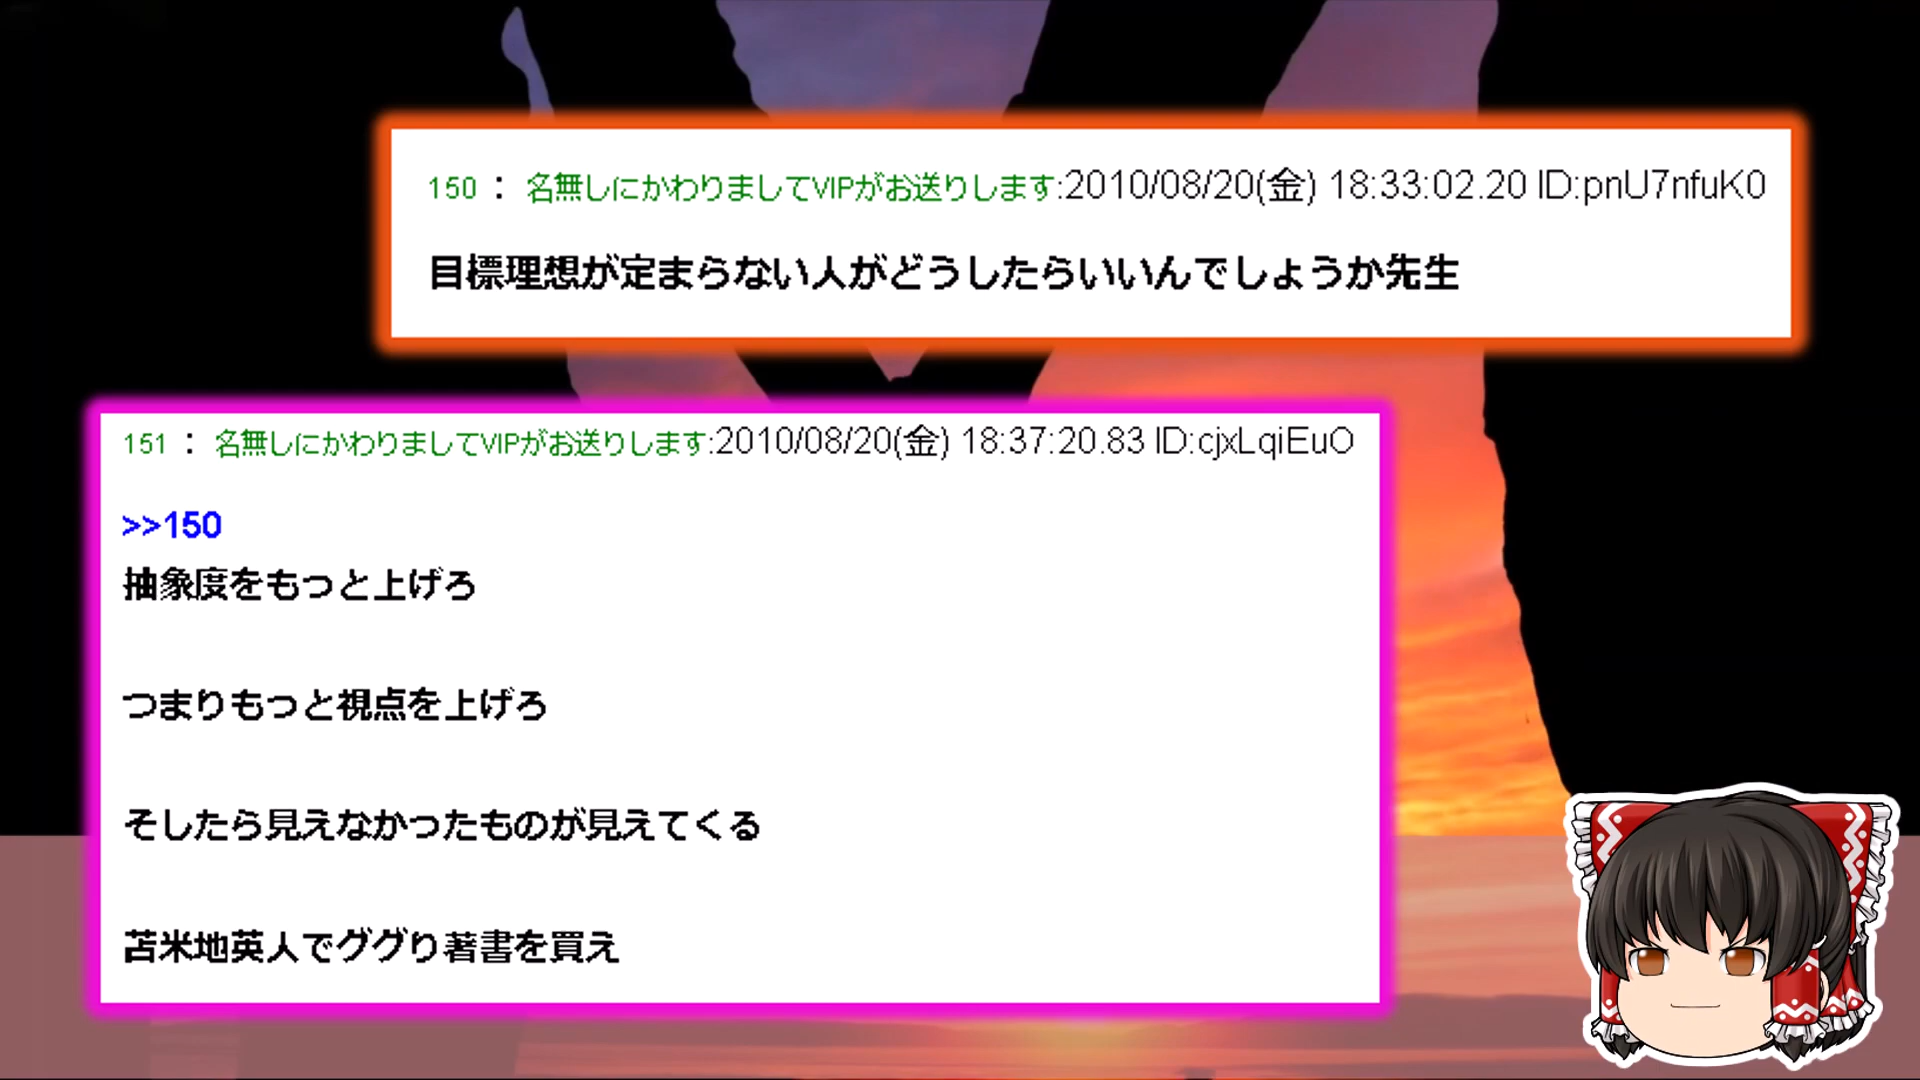 150 : 名無しにかわりましてVIPがお送りします:2010/08/20(金) 18:33:02.20 ID:pnU7nfuK0
目標理想が定まらない人がどうしたらいいんでしょうか先生
151 : 名無しにかわりましてVIPがお送りします:2010/08/20(金) 18:37:20.83 ID:cjxLqiEuO
>>150
抽象度をもっと上げろ
つまりもっと視点を上げろ
そしたら見えなかったものが見えてくる
苫米地英人でググり著書を買え